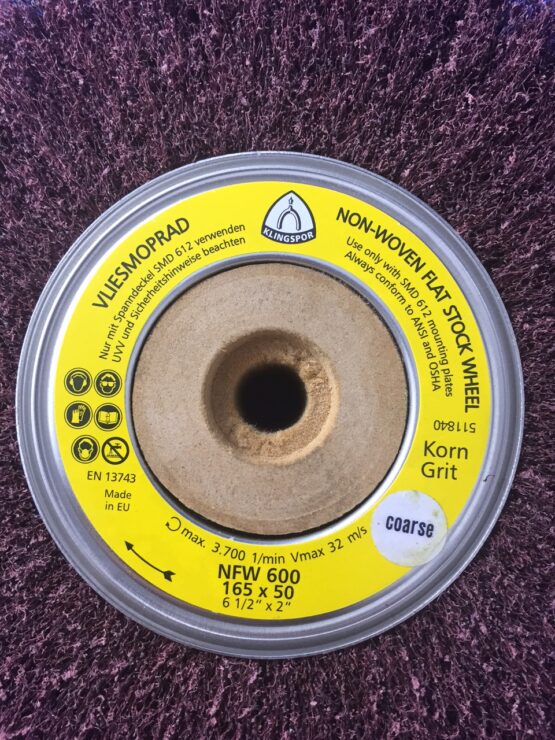 KLINGSPOR
VLIESMOPRAD
Nur mit Spanndeckel SMD 612 verwenden
UVV und Sicherheitshinweise beachten
NON-WOVEN FLAT STOCK WHEEL
Use only with SMD 612 mounting plates
Always conform to ANSI and OSHA
511840
Korn
Grit
coarse
EN 13743
Made
in EU
max. 3.700 1/min Vmax 32 m/s
NFW 600
165 x 50
6 1/2" x 2"